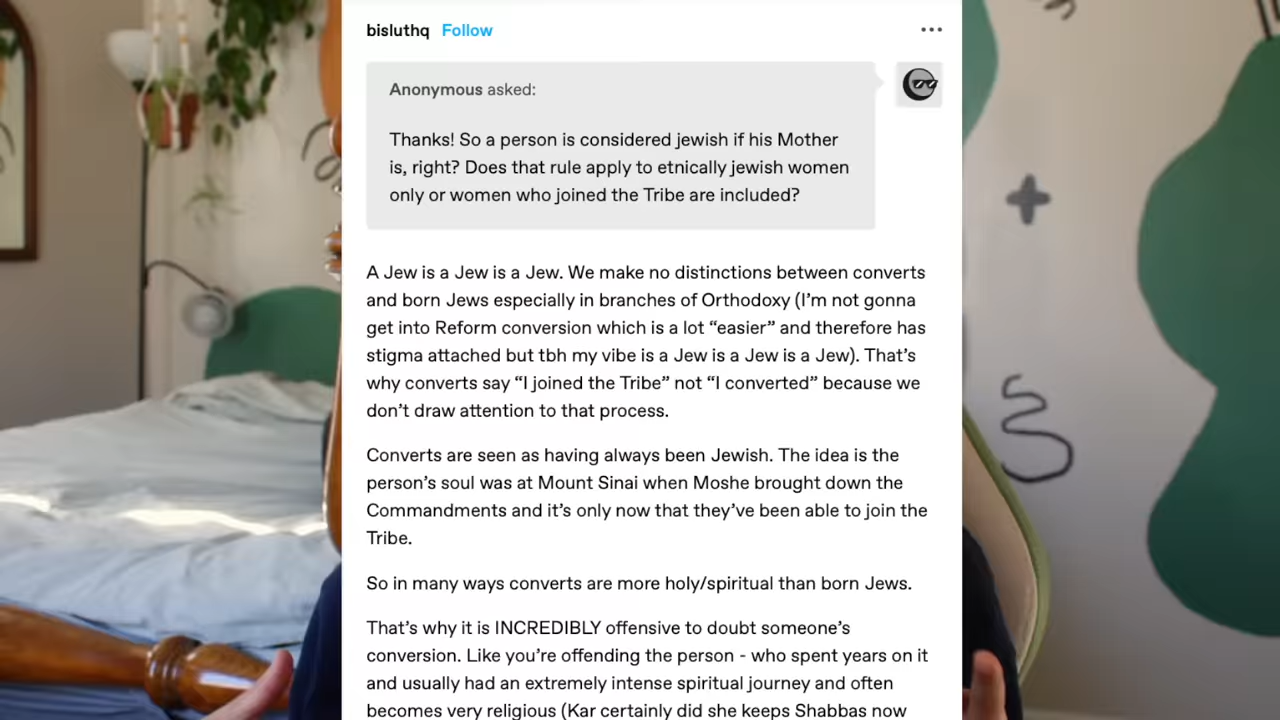 bisluthq Follow
Anonymous asked:
Thanks! So a person is considered jewish if his Mother
is, right? Does that rule apply to etnically jewish women
only or women who joined the Tribe are included?
A Jew is a Jew is a Jew. We make no distinctions between converts
and born Jews especially in branches of Orthodoxy (I’m not gonna
get into Reform conversion which is a lot “easier” and therefore has
stigma attached but tbh my vibe is a Jew is a Jew is a Jew). That’s
why converts say “I joined the Tribe” not “I converted” because we
don’t draw attention to that process.
Converts are seen as having always been Jewish. The idea is the
person’s soul was at Mount Sinai when Moshe brought down the
Commandments and it’s only now that they’ve been able to join the
Tribe.
So in many ways converts are more holy/spiritual than born Jews.
That’s why it is INCREDIBLY offensive to doubt someone’s
conversion. Like you’re offending the person - who spent years on it
and usually had an extremely intense spiritual journey and often
becomes very religious (Kar certainly did she keeps Shabbas now